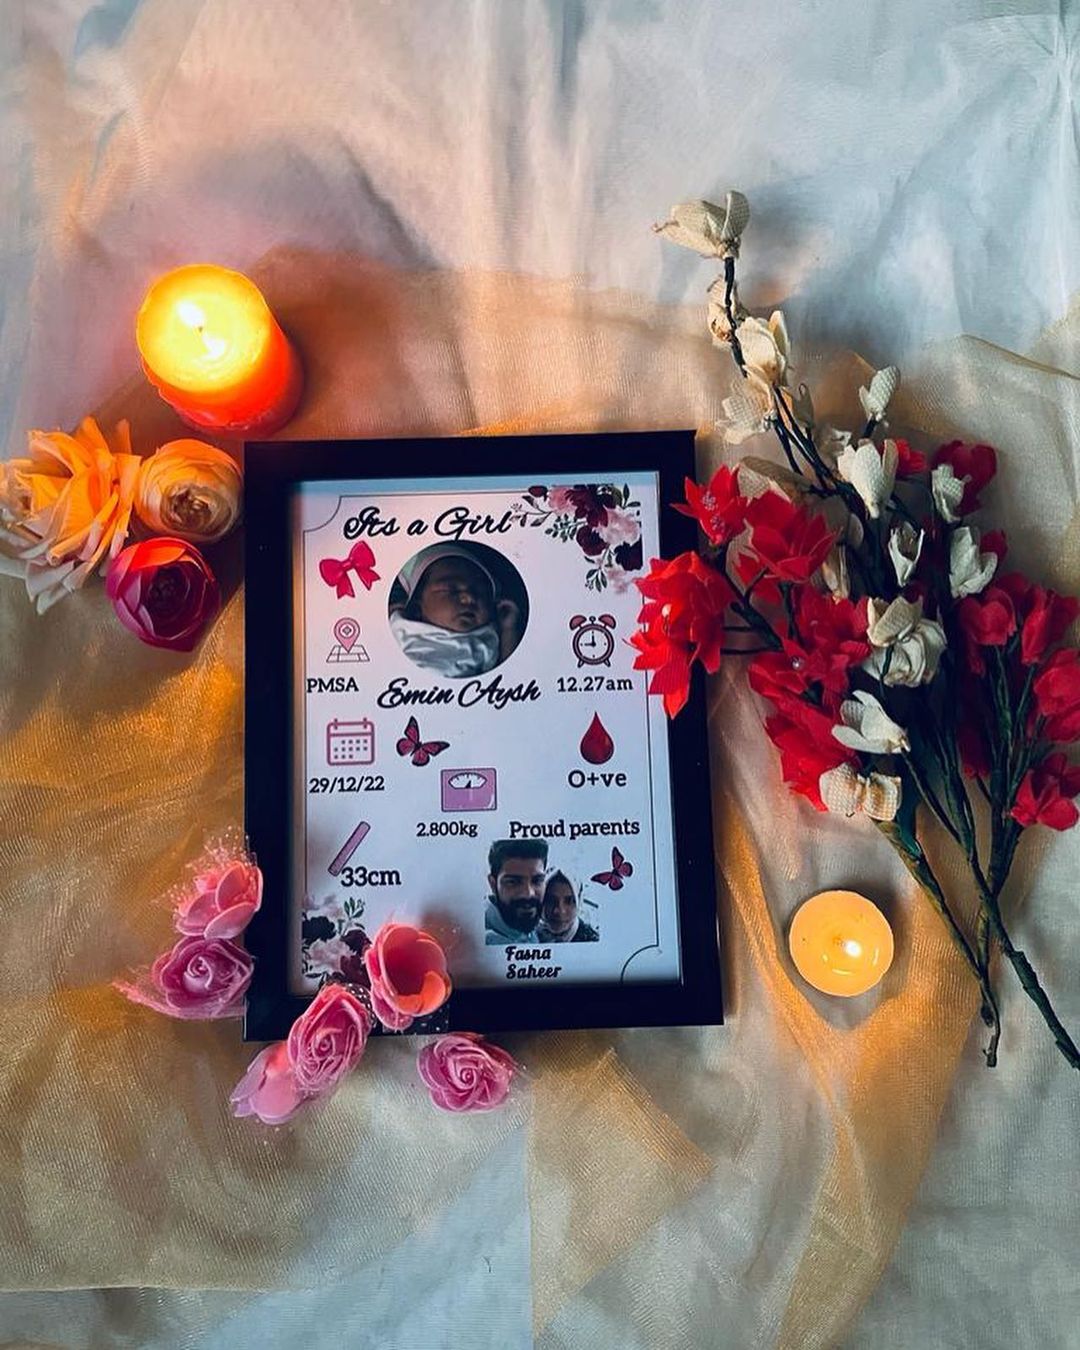 Its a Girl
Emin Aysh
PMSA
12.27am
29/12/22
O+ve
2.800kg
Proud parents
33cm
Fasna
Saheer